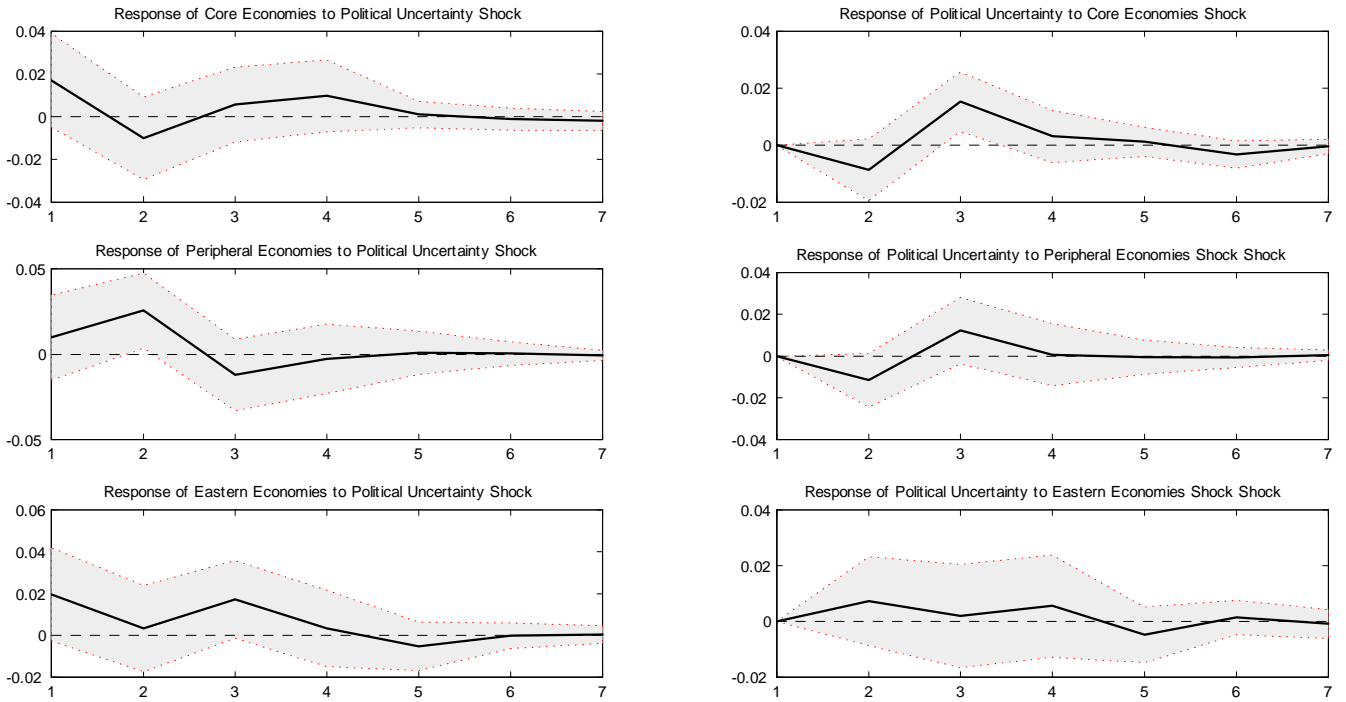 Response of Core Economies to Political Uncertainty Shock
0.04
0.02
0
-0.02
-0.04
1 2 3 4 5 6 7
Response of Political Uncertainty to Core Economies Shock
0.04
0.02
0
-0.02
1 2 3 4 5 6 7
Response of Peripheral Economies to Political Uncertainty Shock
0.05
0
-0.05
1 2 3 4 5 6 7
Response of Political Uncertainty to Peripheral Economies Shock Shock
0.04
0.02
0
-0.02
-0.04
1 2 3 4 5 6 7
Response of Eastern Economies to Political Uncertainty Shock
0.06
0.04
0.02
0
-0.02
1 2 3 4 5 6 7
Response of Political Uncertainty to Eastern Economies Shock Shock
0.04
0.02
0
-0.02
1 2 3 4 5 6 7